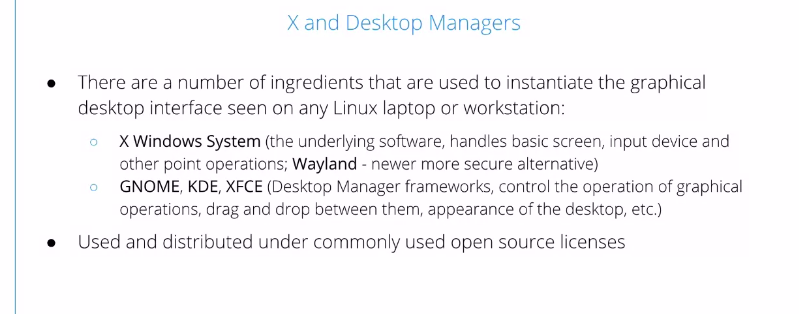 X and Desktop Managers
● There are a number of ingredients that are used to instantiate the graphical
desktop interface seen on any Linux laptop or workstation:
○ X Windows System (the underlying software, handles basic screen, input device and
other point operations; Wayland - newer more secure alternative)
○ GNOME, KDE, XFCE (Desktop Manager frameworks, control the operation of graphical
operations, drag and drop between them, appearance of the desktop, etc.)
● Used and distributed under commonly used open source licenses